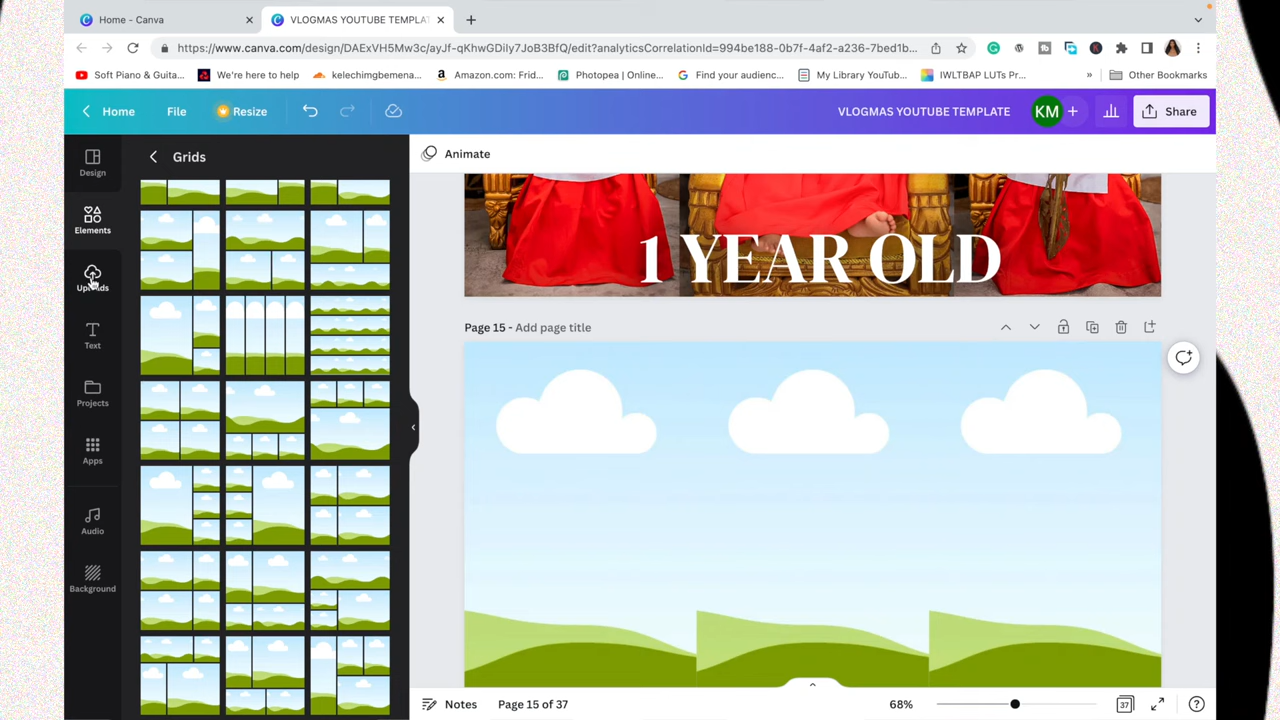 Home - Canva
VLOGMAS YOUTUBE TEMPLA
https://www.canva.com/design/DAExVH5Mw3c/ayJf-qKhwGDily7JoB3BfQ/edit?analyticsCorrelationId=994be188-0b7f-4af2-a236-7bed1b...
Soft Piano & Guita...
We're here to help
kelechimgbemena...
Amazon.com: Frid...
Photopea | Online...
Find your audienc...
My Library YouTub...
IWLTBAP LUTs Pr...
»
Other Bookmarks
Home
File
Resize
VLOGMAS YOUTUBE TEMPLATE
KM
+
Share
Design
Elements
Uploads
Text
Projects
Apps
Audio
Background
Grids
Animate
1 YEAR OLD
Page 15 - Add page title
Notes
Page 15 of 37
68%
37